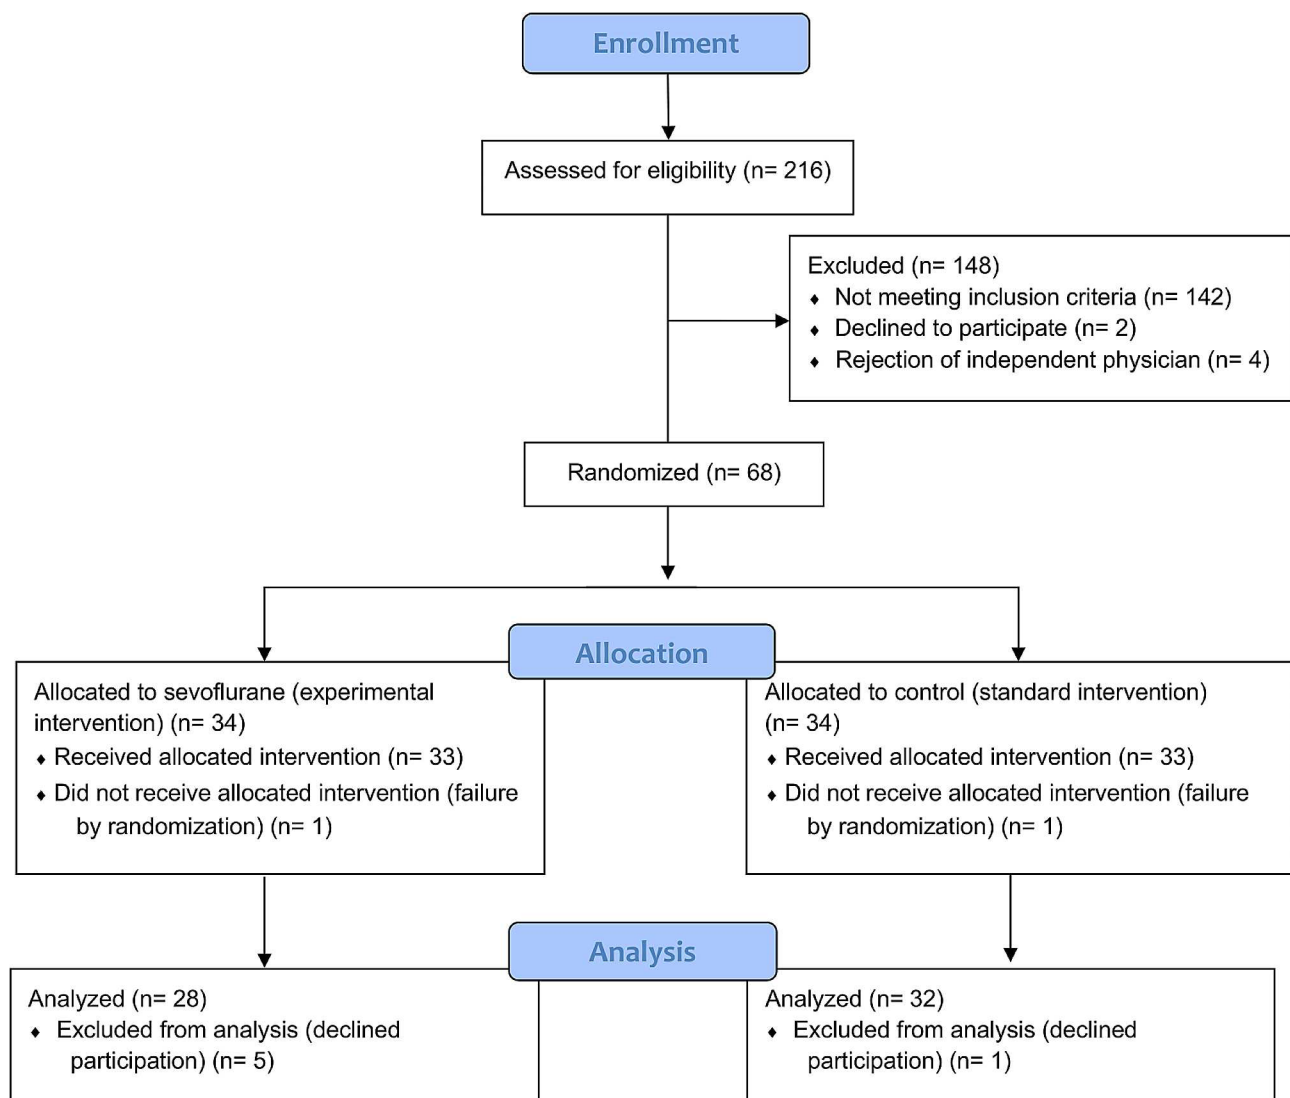 Enrollment
Assessed for eligibility (n= 216)
Excluded (n= 148)
♦ Not meeting inclusion criteria (n= 142)
♦ Declined to participate (n= 2)
♦ Rejection of independent physician (n= 4)
Randomized (n= 68)
Allocation
Allocated to sevoflurane (experimental
intervention) (n= 34)
♦ Received allocated intervention (n= 33)
♦ Did not receive allocated intervention (failure
by randomization) (n= 1)
Allocated to control (standard intervention)
(n= 34)
♦ Received allocated intervention (n= 33)
♦ Did not receive allocated intervention (failure
by randomization) (n= 1)
Analysis
Analyzed (n= 28)
♦ Excluded from analysis (declined
participation) (n= 5)
Analyzed (n= 32)
♦ Excluded from analysis (declined
participation) (n= 1)